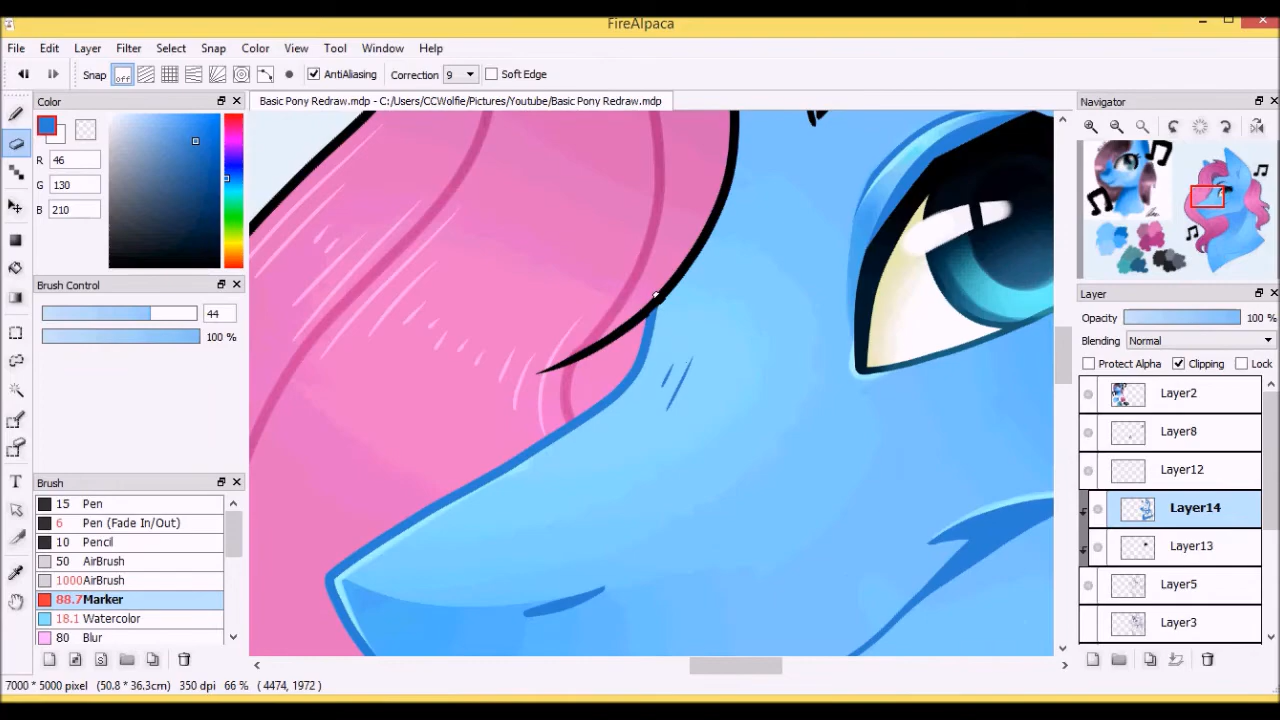 FireAlpaca
File Edit Layer Filter Select Snap Color View Tool Window Help
Snap off AntiAliasing Correction 9 Soft Edge
Color
Basic Pony Redraw.mdp - C:/Users/CCWolfie/Pictures/Youtube/Basic Pony Redraw.mdp
Navigator
R 46
G 130
B 210
Brush Control
44
100 %
Layer
Opacity 100 %
Blending Normal
Protect Alpha Clipping Lock
Layer2
Layer8
Layer12
Layer14
Layer13
Layer5
Layer3
Brush
15 Pen
6 Pen (Fade In/Out)
10 Pencil
50 AirBrush
1000 AirBrush
88.7 Marker
18.1 Watercolor
80 Blur
7000 * 5000 pixel (50.8 * 36.3cm) 350 dpi 66 % ( 4474, 1972 )